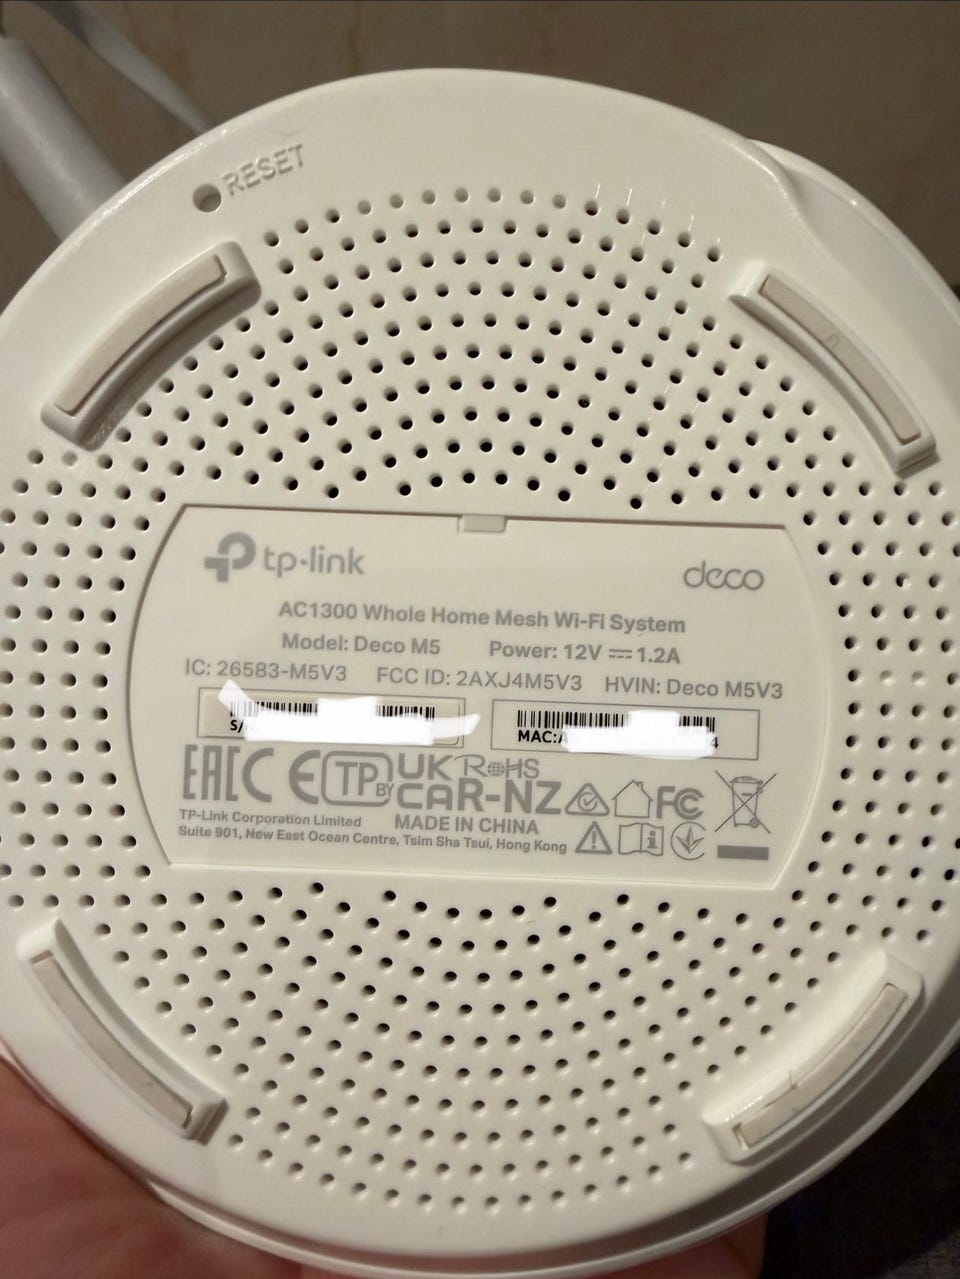 RESET
tp-link
deco
AC1300 Whole Home Mesh Wi-Fi System
Model: Deco M5 Power: 12V ⎓ 1.2A
IC: 26583-M5V3 FCC ID: 2AXJ4M5V3 HVIN: Deco M5V3
MAC:
4
EAC CE TP BY UK CA RoHS R-NZ FC
TP-Link Corporation Limited MADE IN CHINA
Suite 901, New East Ocean Centre, Tsim Sha Tsui, Hong Kong